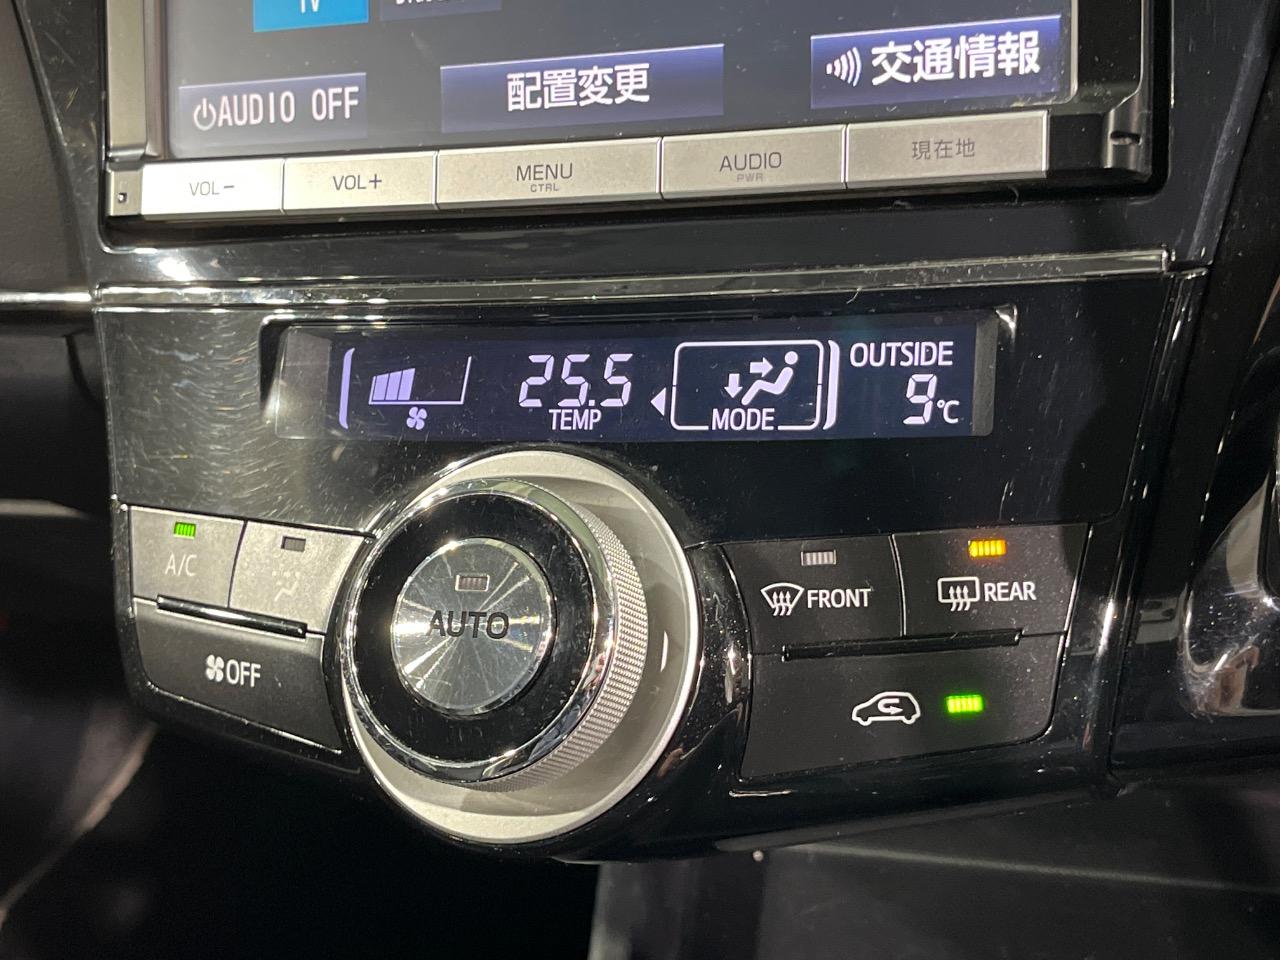 TV
AUDIO OFF
配置変更
交通情報
VOL−
VOL+
MENU
CTRL
AUDIO
PWR
現在地
25.5
TEMP
MODE
OUTSIDE
9℃
A/C
AUTO
OFF
FRONT
REAR